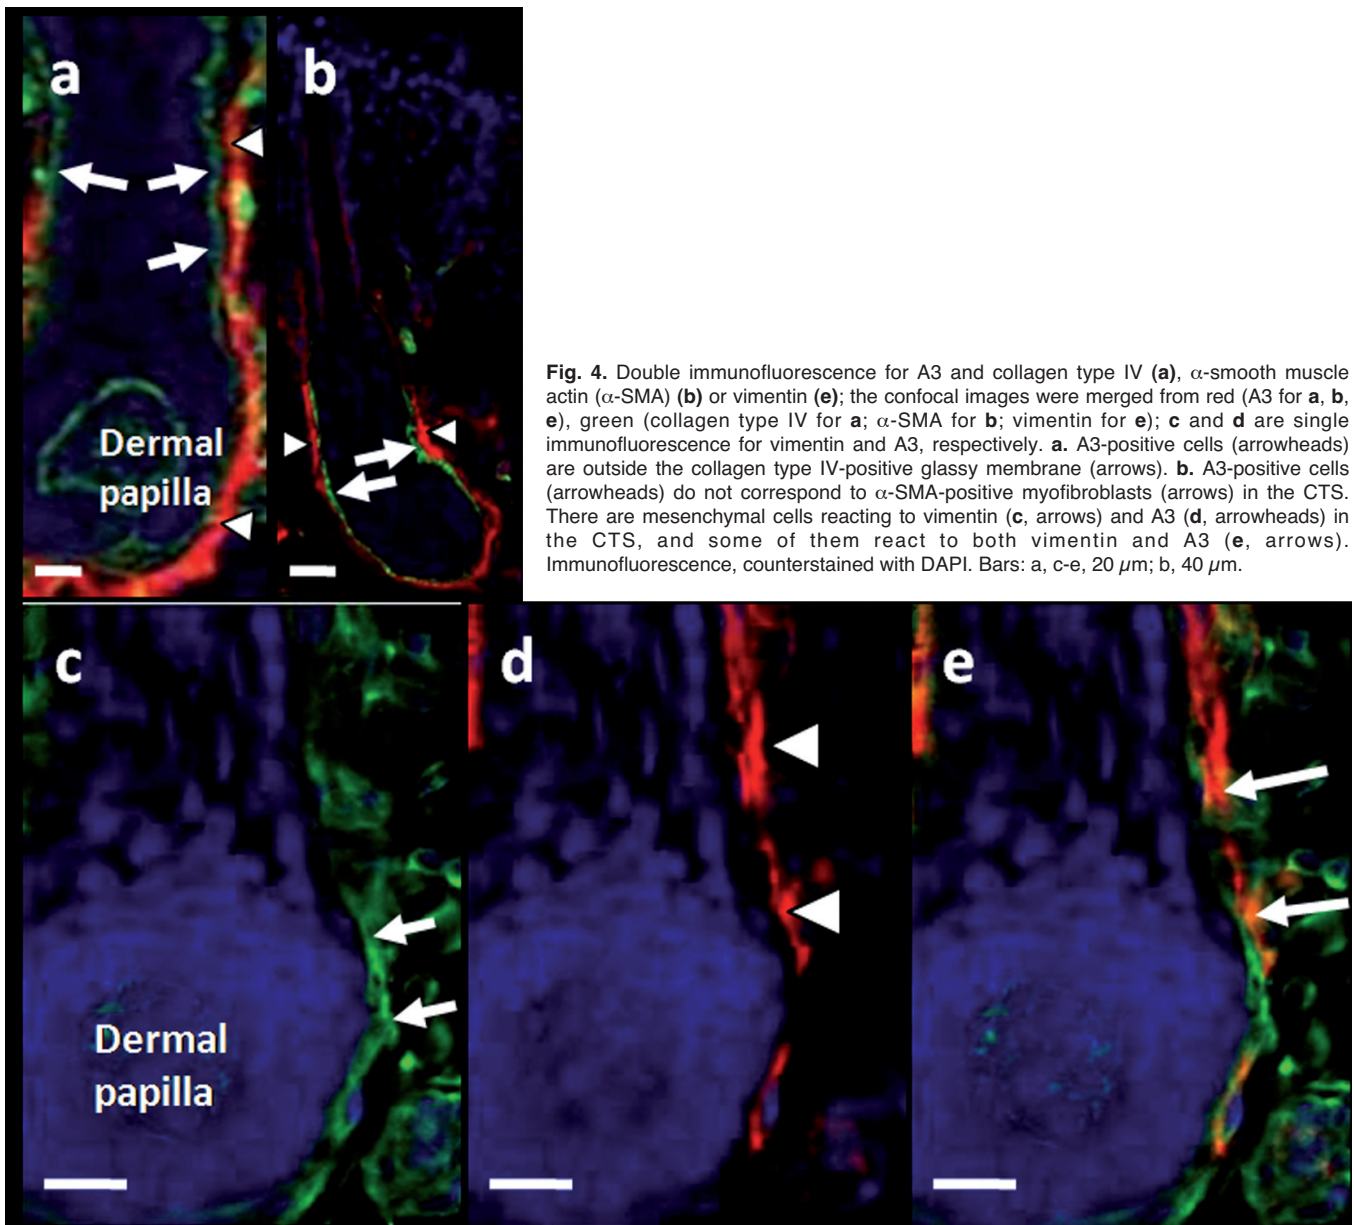 a
b
Dermal
papilla
Fig. 4. Double immunofluorescence for A3 and collagen type IV (a), α-smooth muscle
actin (α-SMA) (b) or vimentin (e); the confocal images were merged from red (A3 for a, b,
e), green (collagen type IV for a; α-SMA for b; vimentin for e); c and d are single
immunofluorescence for vimentin and A3, respectively. a. A3-positive cells (arrowheads)
are outside the collagen type IV-positive glassy membrane (arrows). b. A3-positive cells
(arrowheads) do not correspond to α-SMA-positive myofibroblasts (arrows) in the CTS.
There are mesenchymal cells reacting to vimentin (c, arrows) and A3 (d, arrowheads) in
the CTS, and some of them react to both vimentin and A3 (e, arrows).
Immunofluorescence, counterstained with DAPI. Bars: a, c-e, 20 µm; b, 40 µm.
c
d
e
Dermal
papilla